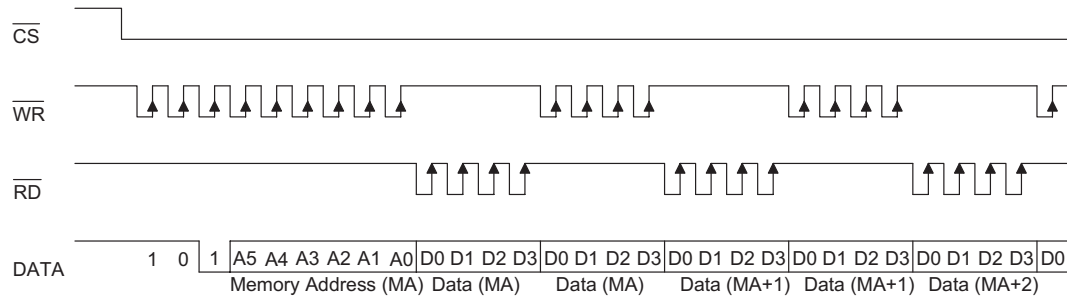 CS
WR
RD
DATA 1 0 1 A5 A4 A3 A2 A1 A0 D0 D1 D2 D3 D0 D1 D2 D3 D0 D1 D2 D3 D0 D1 D2 D3 D0 D1 D2 D3 D0
Memory Address (MA) Data (MA) Data (MA) Data (MA+1) Data (MA+1) Data (MA+2)